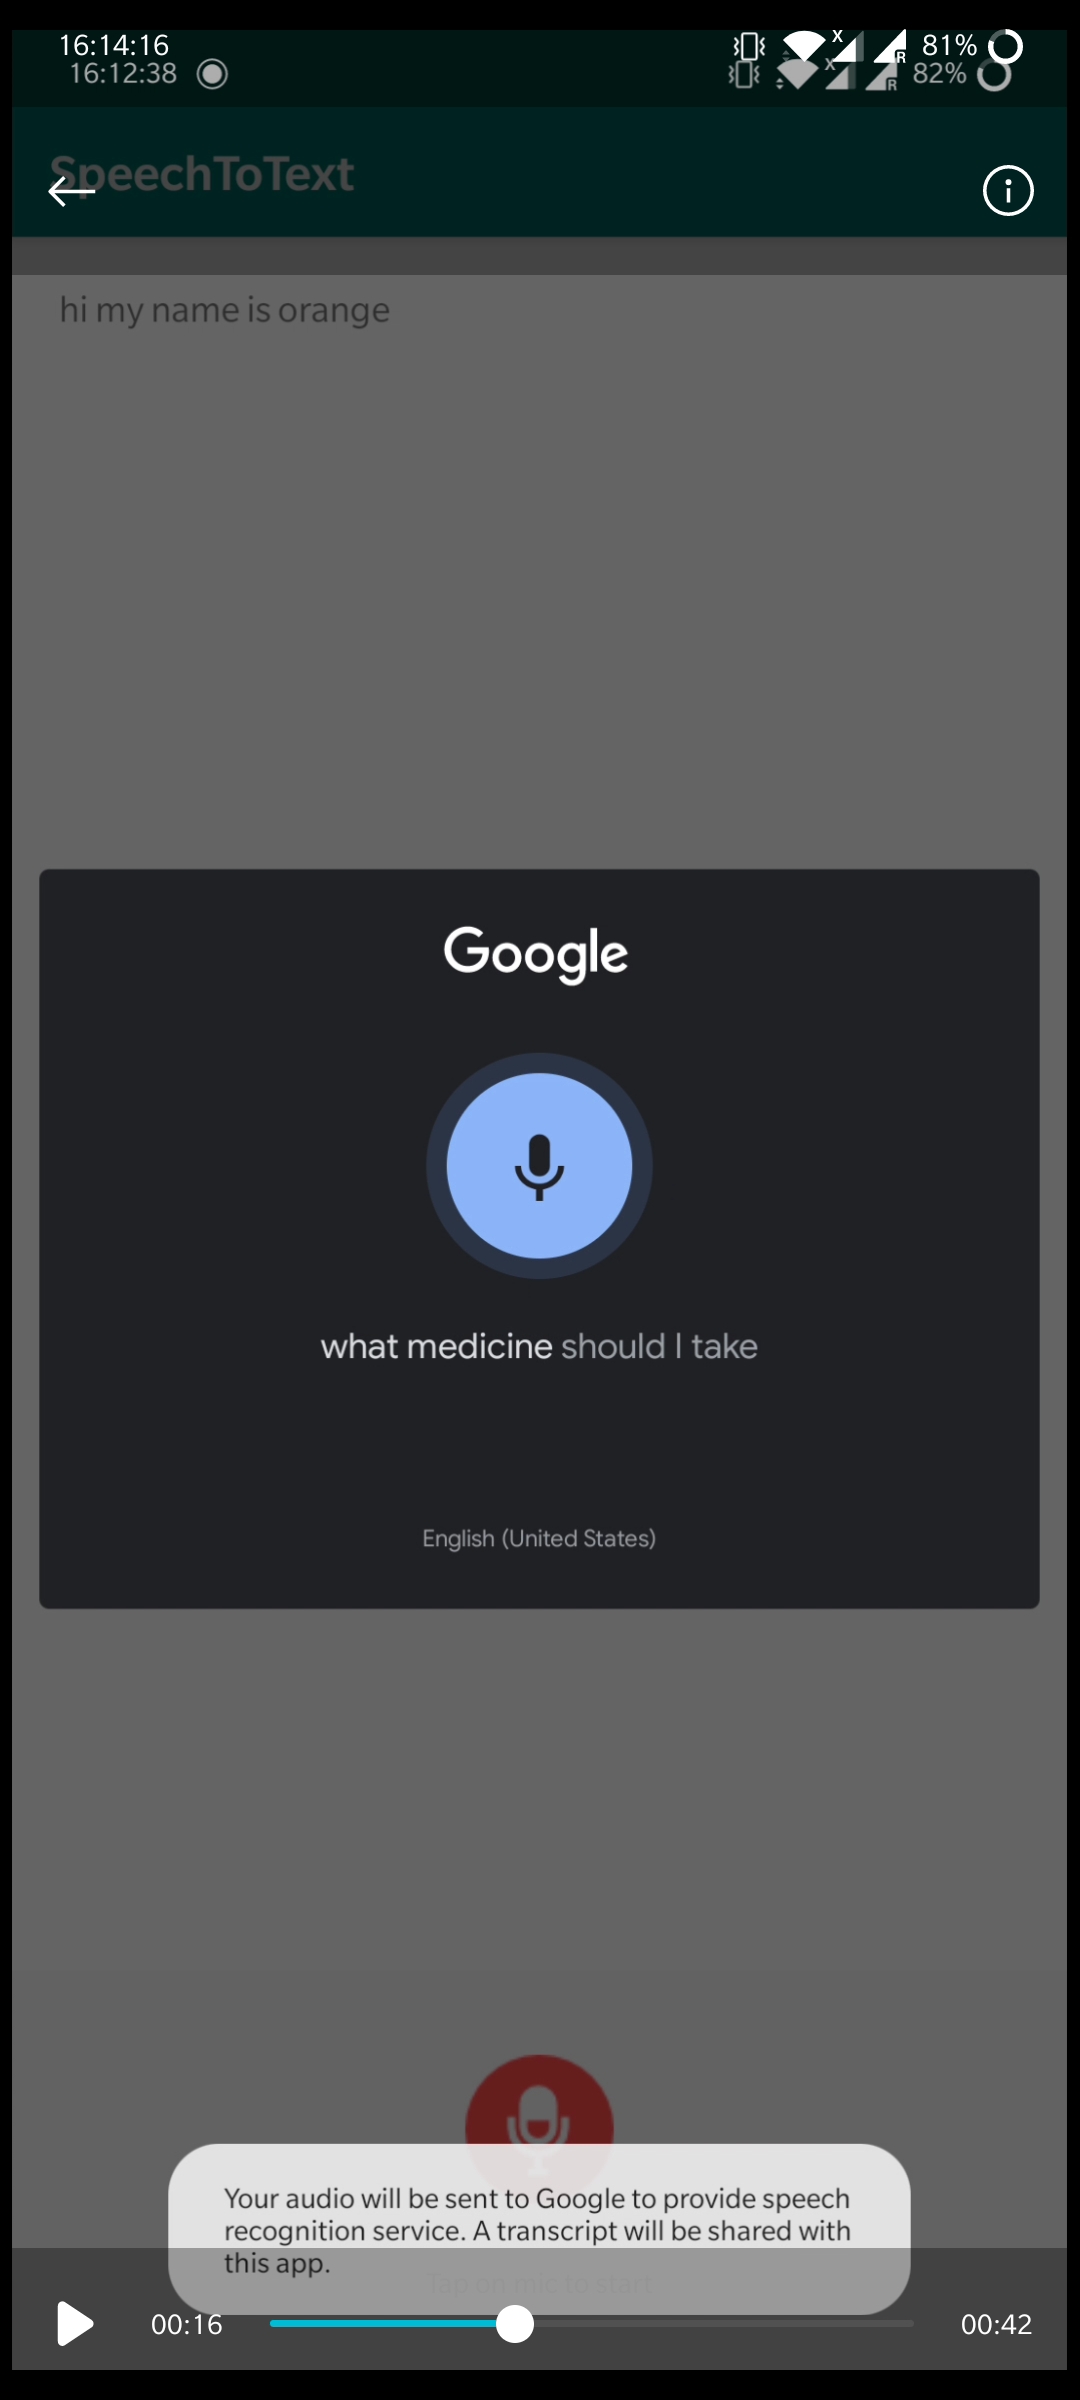 16:14:16
81%
16:12:38
82%
SpeechToText
hi my name is orange
Google
what medicine should I take
English (United States)
Your audio will be sent to Google to provide speech
recognition service. A transcript will be shared with
this app.
Tap on mic to start
00:16
00:42